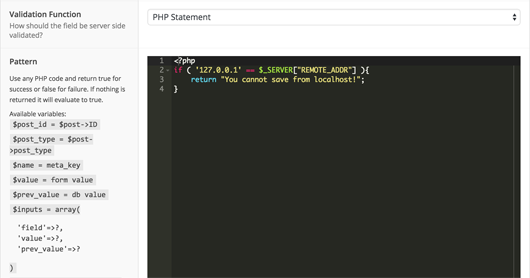 Validation Function
How should the field be server side
validated?
PHP Statement
Pattern
Use any PHP code and return true for
success or false for failure. If nothing is
returned it will evaluate to true.
Available variables:
$post_id = $post->ID
$post_type = $post-
>post_type
$name = meta_key
$value = form value
$prev_value = db value
$inputs = array(
'field'=>?,
'value'=>?,
'prev_value'=>?
)
1 <?php
2 if ( '127.0.0.1' == $_SERVER["REMOTE_ADDR"] ){
3 return "You cannot save from localhost!";
4 }